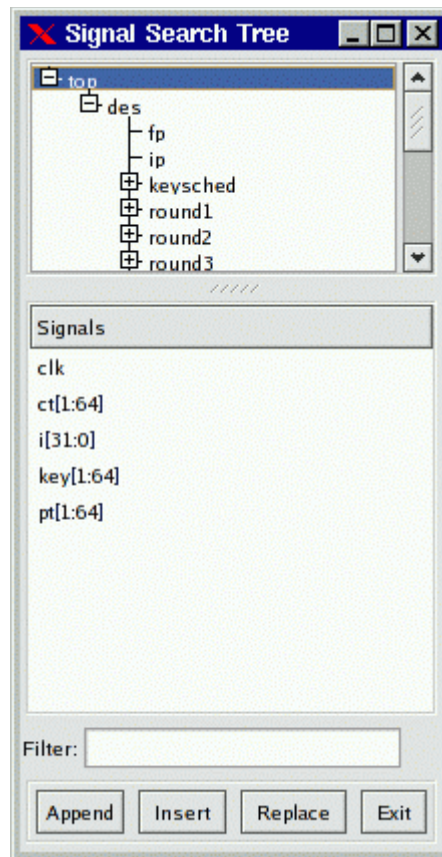 Signal Search Tree
top
des
fp
ip
keysched
round1
round2
round3
Signals
clk
ct[1:64]
i[31:0]
key[1:64]
pt[1:64]
Filter:
Append Insert Replace Exit